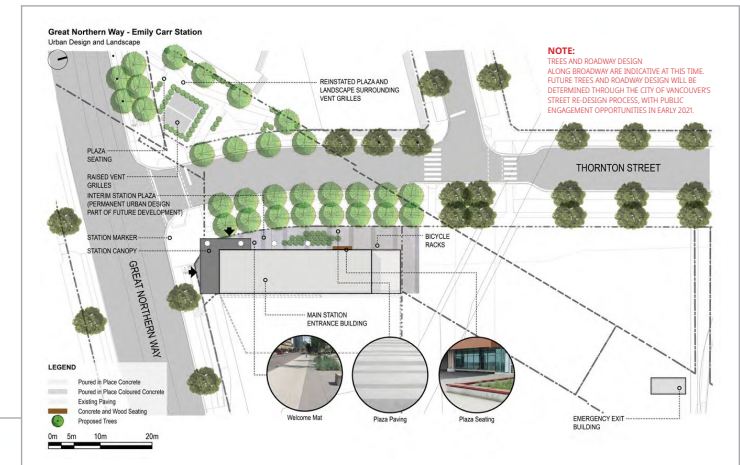 Great Northern Way - Emily Carr Station
Urban Design and Landscape
NOTE:
TREES AND ROADWAY DESIGN
ALONG BROADWAY ARE INDICATIVE AT THIS TIME.
FUTURE TREES AND ROADWAY DESIGN WILL BE
DETERMINED THROUGH THE CITY OF VANCOUVER'S
STREET RE-DESIGN PROCESS, WITH PUBLIC
ENGAGEMENT OPPORTUNITIES IN EARLY 2021.
REINSTATED PLAZA AND
LANDSCAPE SURROUNDING
VENT GRILLES
PLAZA
SEATING
RAISED VENT
GRILLES
INTERIM STATION PLAZA
(PERMANENT URBAN DESIGN
PART OF FUTURE DEVELOPMENT)
STATION MARKER
STATION CANOPY
THORNTON STREET
BICYCLE
RACKS
GREAT NORTHERN WAY
MAIN STATION
ENTRANCE BUILDING
LEGEND
Poured in Place Concrete
Poured in Place Coloured Concrete
Existing Paving
Concrete and Wood Seating
Proposed Trees
0m 5m 10m 20m
Welcome Mat
Plaza Paving
Plaza Seating
EMERGENCY EXIT
BUILDING